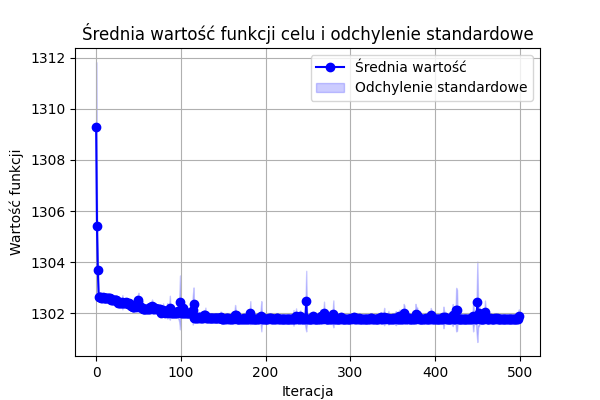 Średnia wartość funkcji celu i odchylenie standardowe
1312
1310
1308
1306
1304
1302
Wartość funkcji
Średnia wartość
Odchylenie standardowe
0 100 200 300 400 500
Iteracja